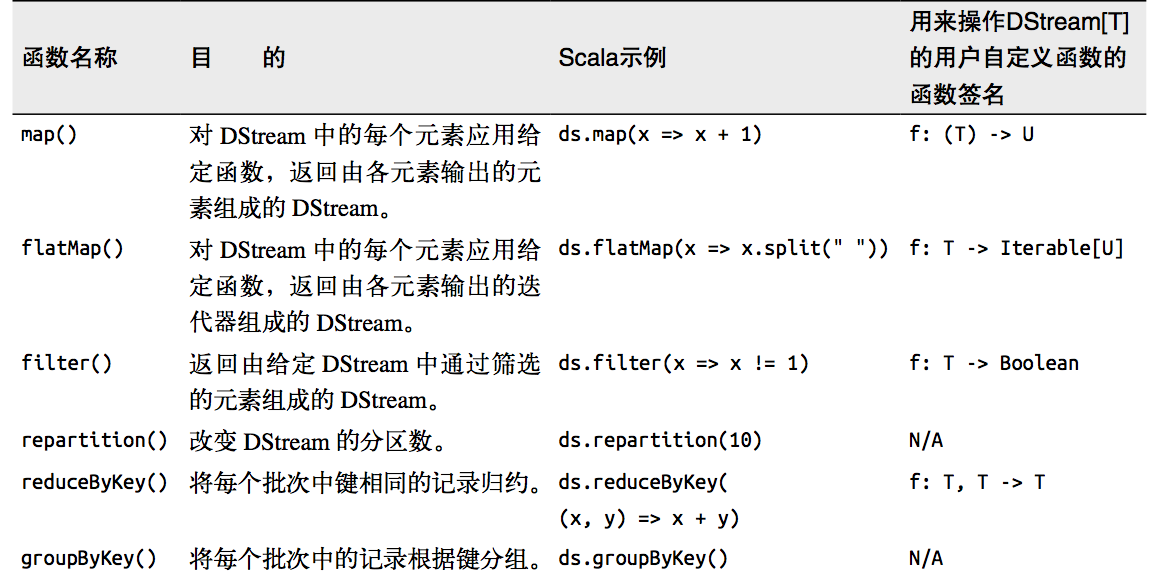 函数名称 目 的 Scala示例 用来操作DStream[T]
的用户自定义函数的
函数签名
map() 对 DStream 中的每个元素应用给 ds.map(x => x + 1) f: (T) -> U
定函数，返回由各元素输出的元
素组成的 DStream。
flatMap() 对 DStream 中的每个元素应用给 ds.flatMap(x => x.split(" ")) f: T -> Iterable[U]
定函数，返回由各元素输出的迭
代器组成的 DStream。
filter() 返回由给定 DStream 中通过筛选 ds.filter(x => x != 1) f: T -> Boolean
的元素组成的 DStream。
repartition() 改变 DStream 的分区数。 ds.repartition(10) N/A
reduceByKey() 将每个批次中键相同的记录归约。 ds.reduceByKey( f: T, T -> T
(x, y) => x + y)
groupByKey() 将每个批次中的记录根据键分组。 ds.groupByKey() N/A